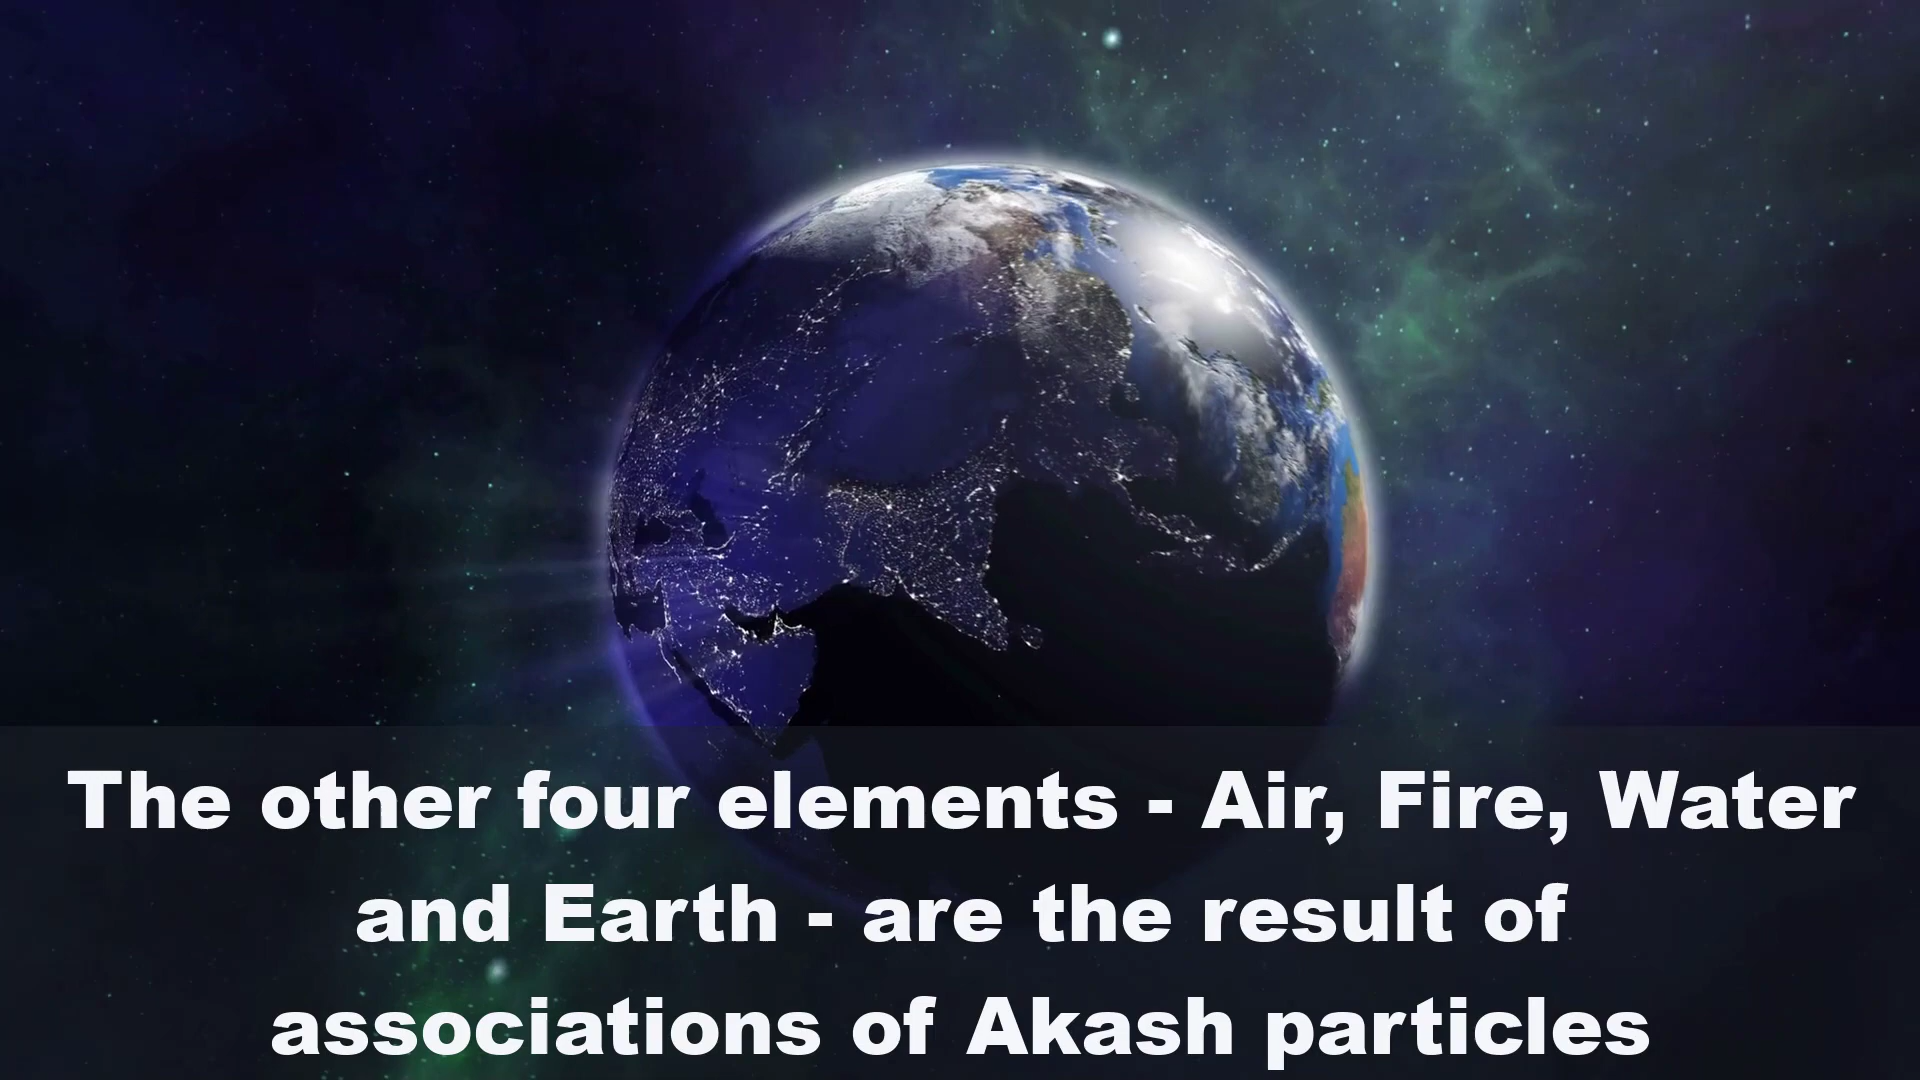 The other four elements - Air, Fire, Water
and Earth - are the result of
associations of Akash particles